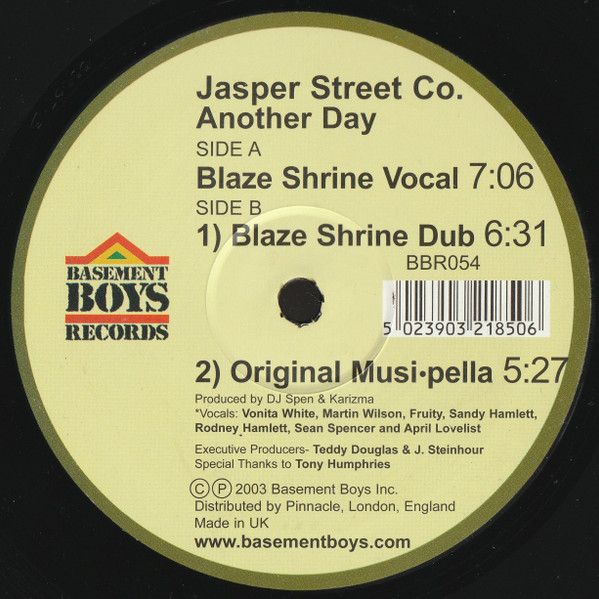 Jasper Street Co.
Another Day
SIDE A
Blaze Shrine Vocal 7:06
SIDE B
1) Blaze Shrine Dub 6:31
BBR054
BASEMENT
BOYS
RECORDS
5 023903 218506
2) Original Musi•pella 5:27
Produced by DJ Spen & Karizma
*Vocals: Vonita White, Martin Wilson, Fruity, Sandy Hamlett,
Rodney Hamlett, Sean Spencer and April Lovelist
Executive Producers- Teddy Douglas & J. Steinhour
Special Thanks to Tony Humphries
Ⓒ Ⓟ 2003 Basement Boys Inc.
Distributed by Pinnacle, London, England
Made in UK
www.basementboys.com